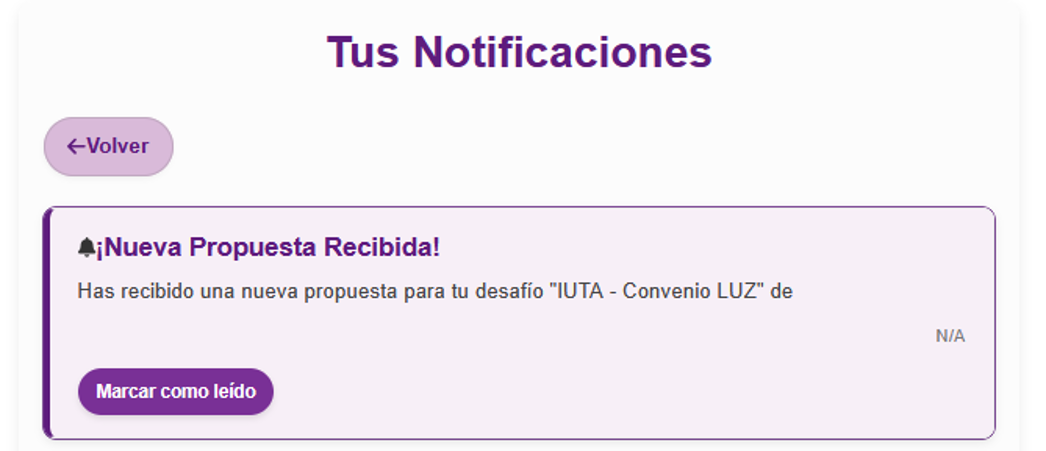 Tus Notificaciones
←Volver
¡Nueva Propuesta Recibida!
Has recibido una nueva propuesta para tu desafío "IUTA - Convenio LUZ" de
N/A
Marcar como leído